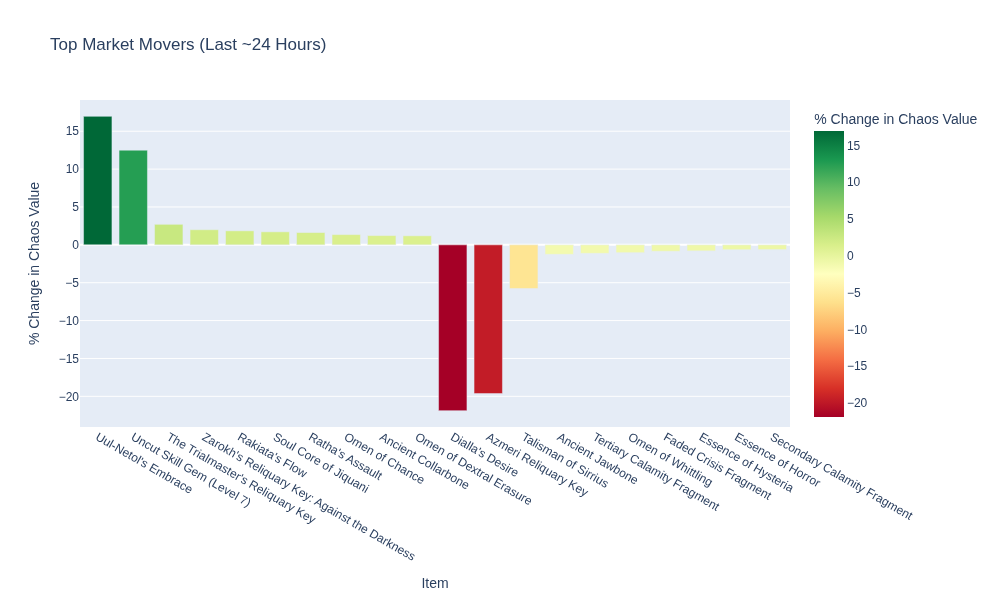 Top Market Movers (Last ~24 Hours)
% Change in Chaos Value
15
10
5
0
−5
−10
−15
−20
% Change in Chaos Value
15
10
5
0
−5
−10
−15
−20
Uul-Netol's Embrace
Uncut Skill Gem (Level 7)
The Trialmaster's Reliquary Key
Zarokh's Reliquary Key: Against the Darkness
Rakiata's Flow
Soul Core of Jiquani
Ratha's Assault
Omen of Chance
Ancient Collarbone
Omen of Dextral Erasure
Dialla's Desire
Azmeri Reliquary Key
Talisman of Sirrius
Ancient Jawbone
Tertiary Calamity Fragment
Omen of Whittling
Faded Crisis Fragment
Essence of Hysteria
Essence of Horror
Secondary Calamity Fragment
Item